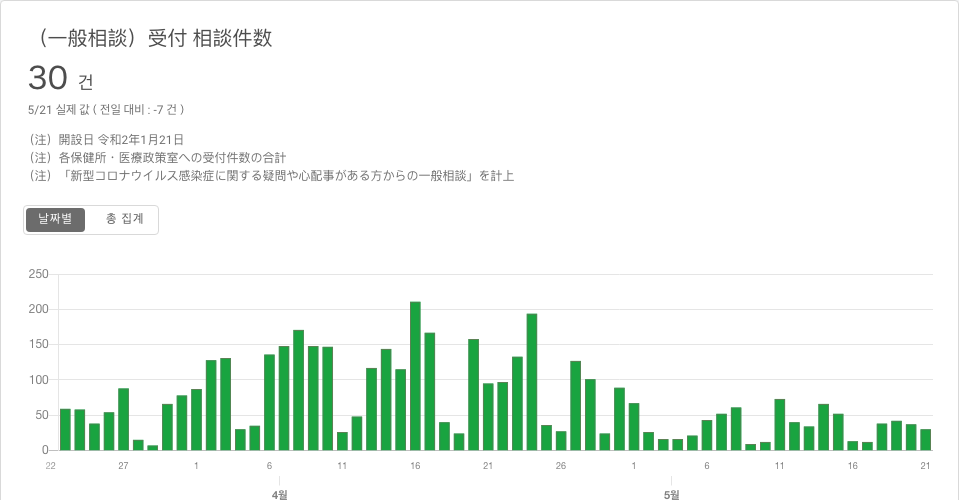 （一般相談）受付 相談件数
30 건
5/21 실제 값 ( 전일 대비 : -7 건 )
（注）開設日 令和2年1月21日
（注）各保健所・医療政策室への受付件数の合計
（注）「新型コロナウイルス感染症に関する疑問や心配事がある方からの一般相談」を計上
날짜별 총 집계
250
200
150
100
50
0
22 27 1 6 11 16 21 26 1 6 11 16 21
4월 5월